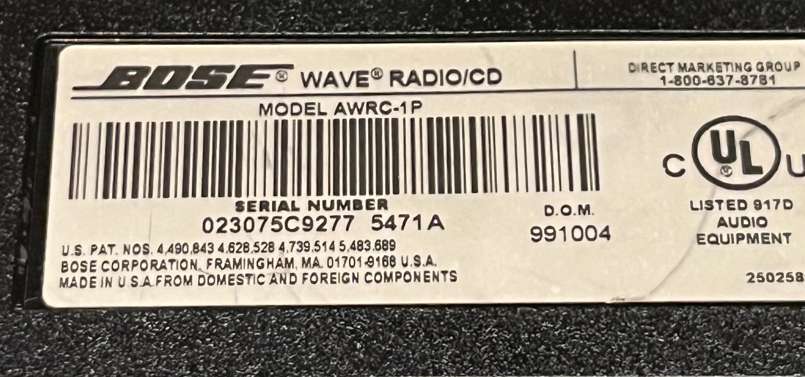 BOSE® WAVE® RADIO/CD
DIRECT MARKETING GROUP
1-800-637-8781
MODEL AWRC-1P
SERIAL NUMBER
023075C9277 5471A
D.O.M.
991004
C UL U
LISTED 917D
AUDIO
EQUIPMENT
U.S. PAT. NOS. 4,490,843 4,628,528 4,739,514 5,483,689
BOSE CORPORATION, FRAMINGHAM, MA 01701-9168 U.S.A.
MADE IN U.S.A. FROM DOMESTIC AND FOREIGN COMPONENTS
250258